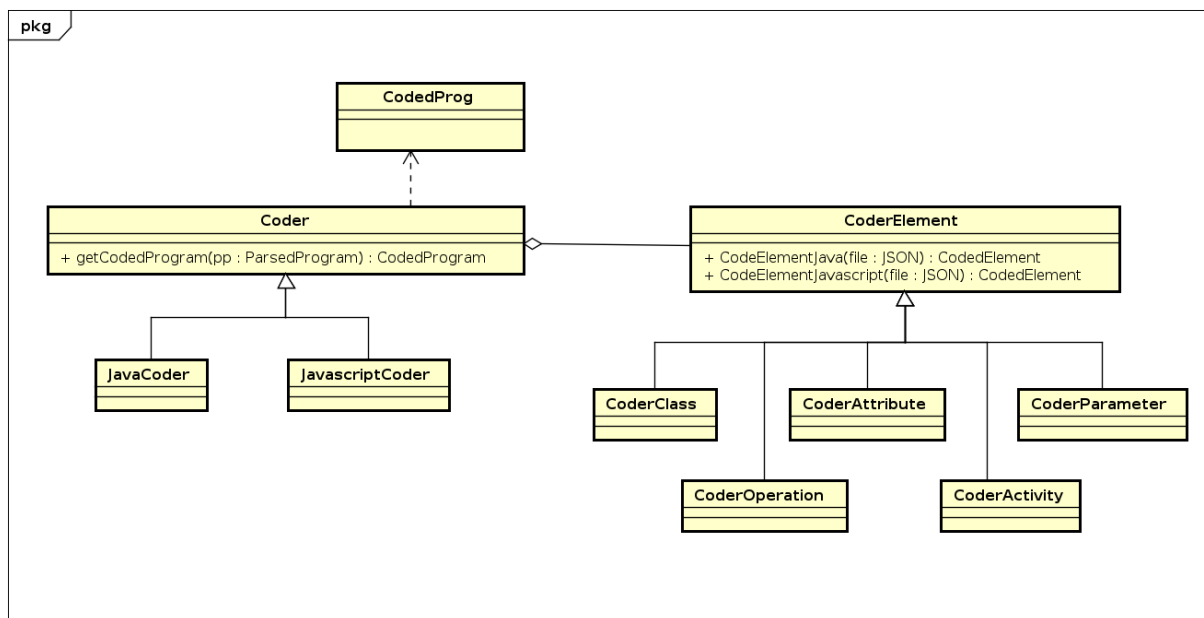 pkg
CodedProg
Coder
+ getCodedProgram(pp : ParsedProgram) : CodedProgram
CoderElement
+ CodeElementJava(file : JSON) : CodedElement
+ CodeElementJavascript(file : JSON) : CodedElement
JavaCoder
JavascriptCoder
CoderClass
CoderAttribute
CoderParameter
CoderOperation
CoderActivity